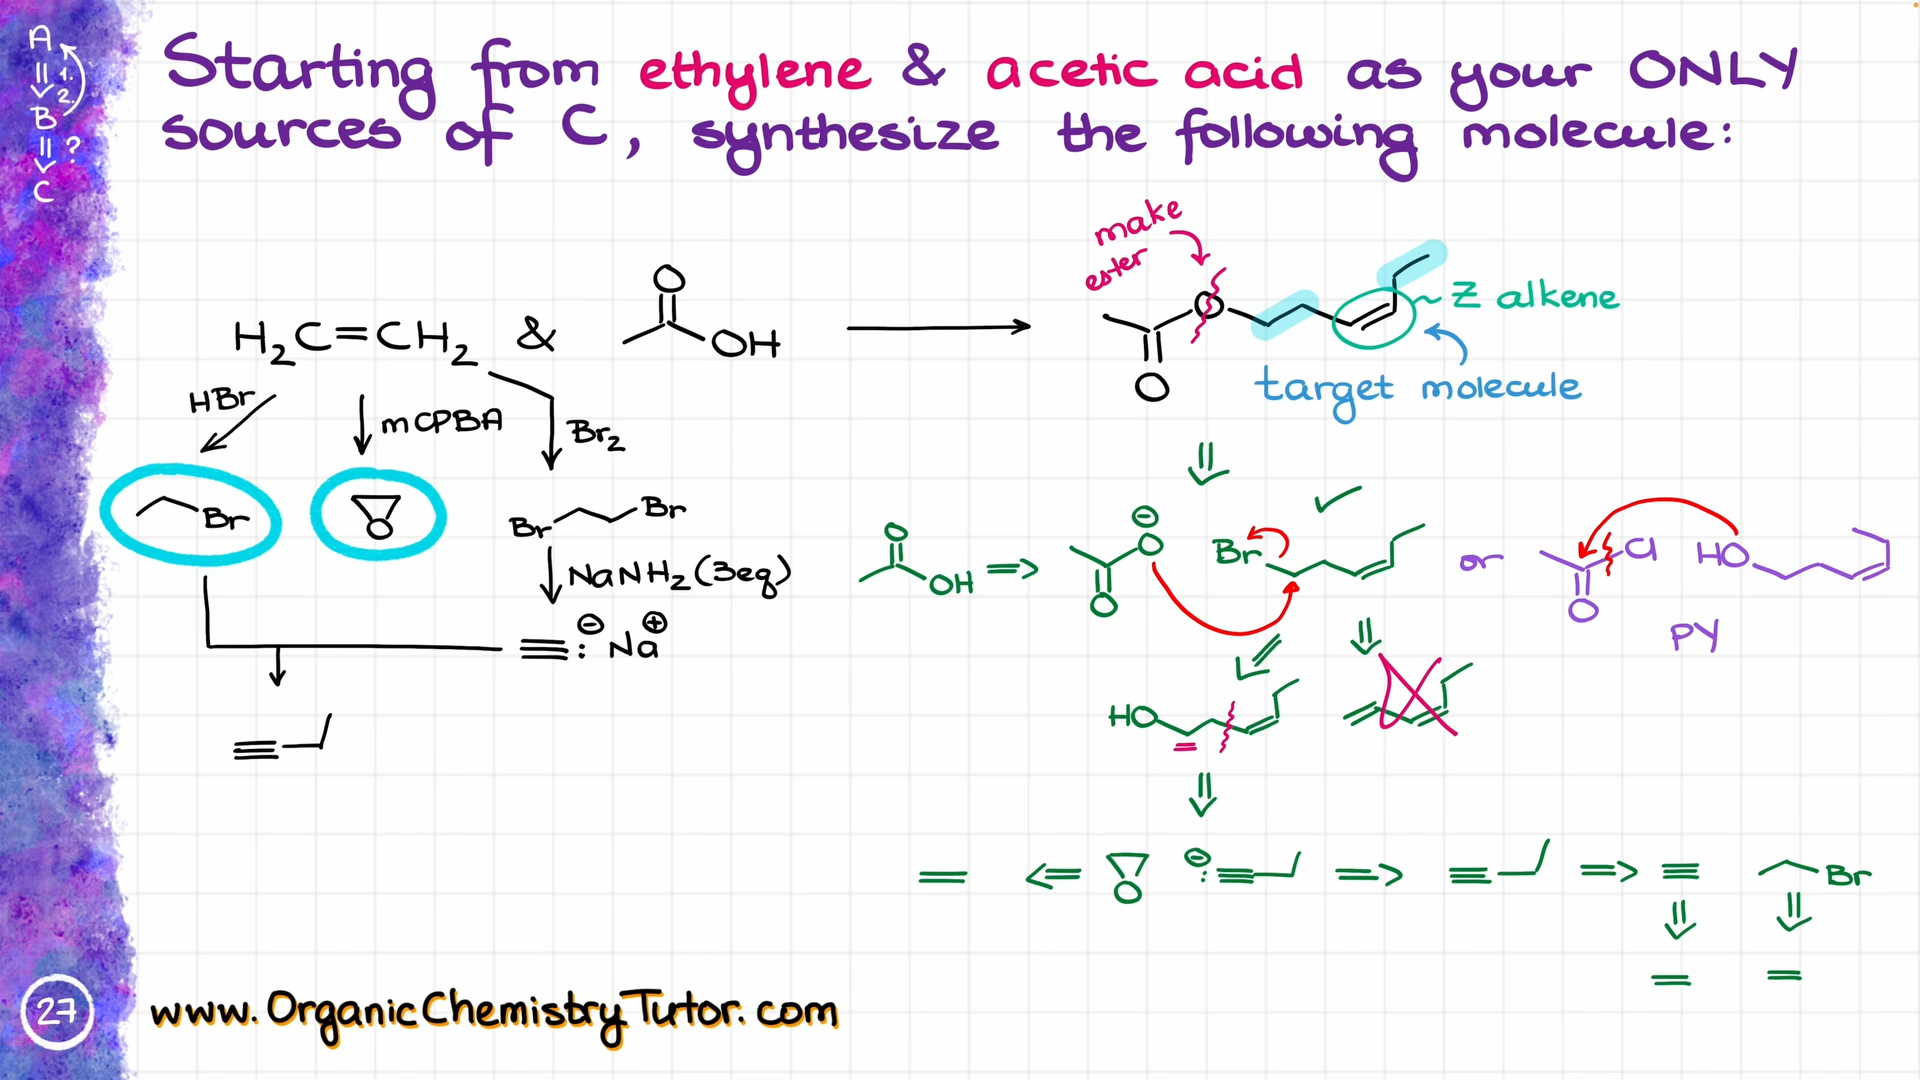 A
1.
2.
B
?
C
Starting from ethylene & acetic acid as your ONLY
sources of C, synthesize the following molecule:
make
ester
H₂C=CH₂ &
O
OH
O
O
Z alkene
target molecule
HBr
mCPBA
Br₂
Br
O
Br
Br
NaNH₂ (3eq)
⊖ Na ⊕
O
OH
⊖
O
O
Br
✓
or
O
Cl
HO
PY
HO
O
⊖
Br
27
www.OrganicChemistryTutor.com